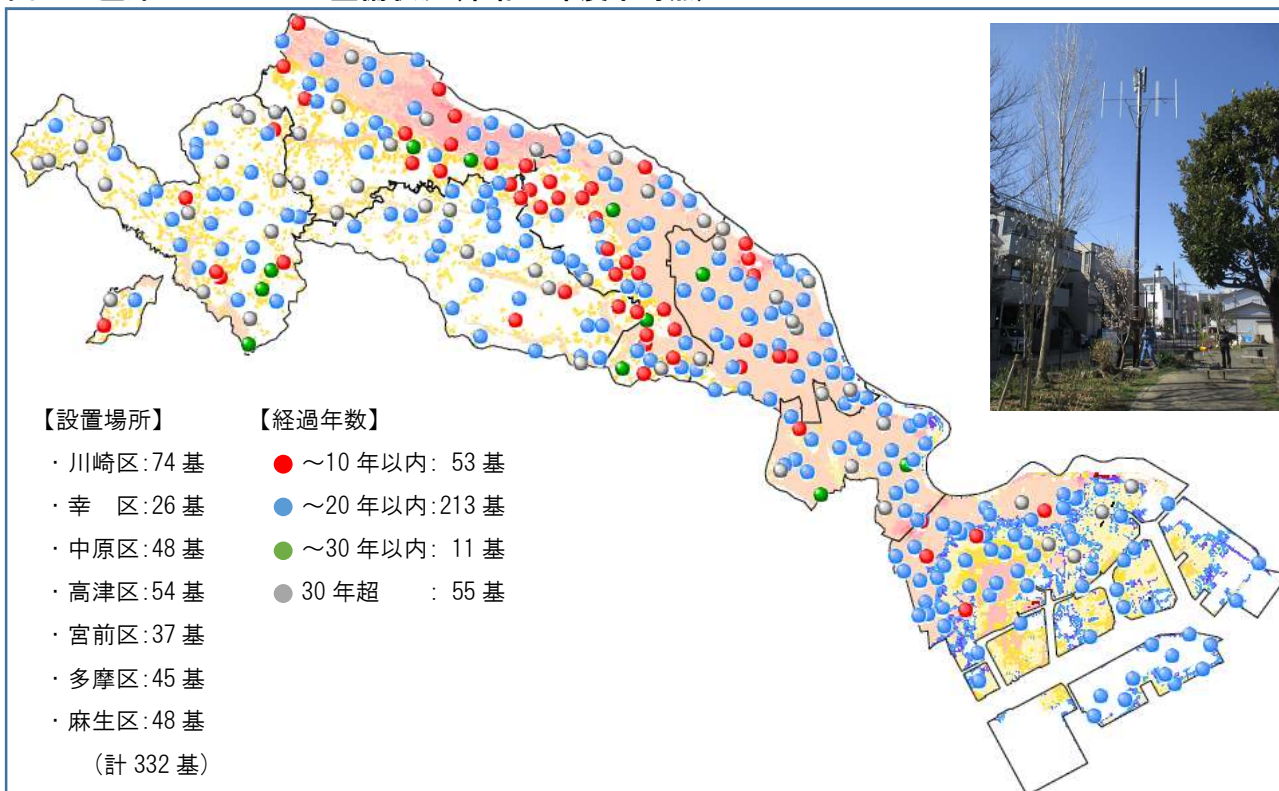 【設置場所】
・川崎区:74 基
・幸　区:26 基
・中原区:48 基
・高津区:54 基
・宮前区:37 基
・多摩区:45 基
・麻生区:48 基
(計 332 基)
【経過年数】
～10 年以内: 53 基
～20 年以内:213 基
～30 年以内: 11 基
30 年超　　: 55 基